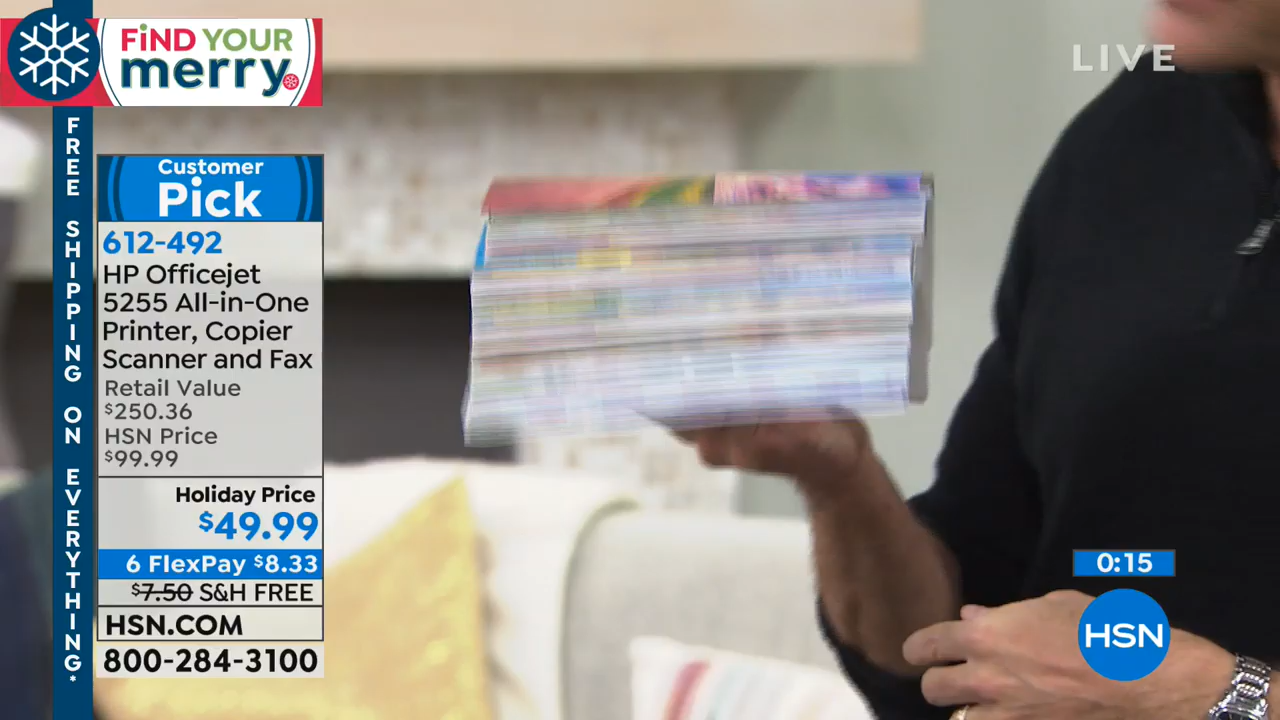 FiND YOUR
merry
LIVE
FREE SHIPPING ON EVERYTHING*
Customer
Pick
612-492
HP Officejet
5255 All-in-One
Printer, Copier
Scanner and Fax
Retail Value
$250.36
HSN Price
$99.99
Holiday Price
$49.99
6 FlexPay $8.33
$7.50 S&H FREE
HSN.COM
800-284-3100
0:15
HSN